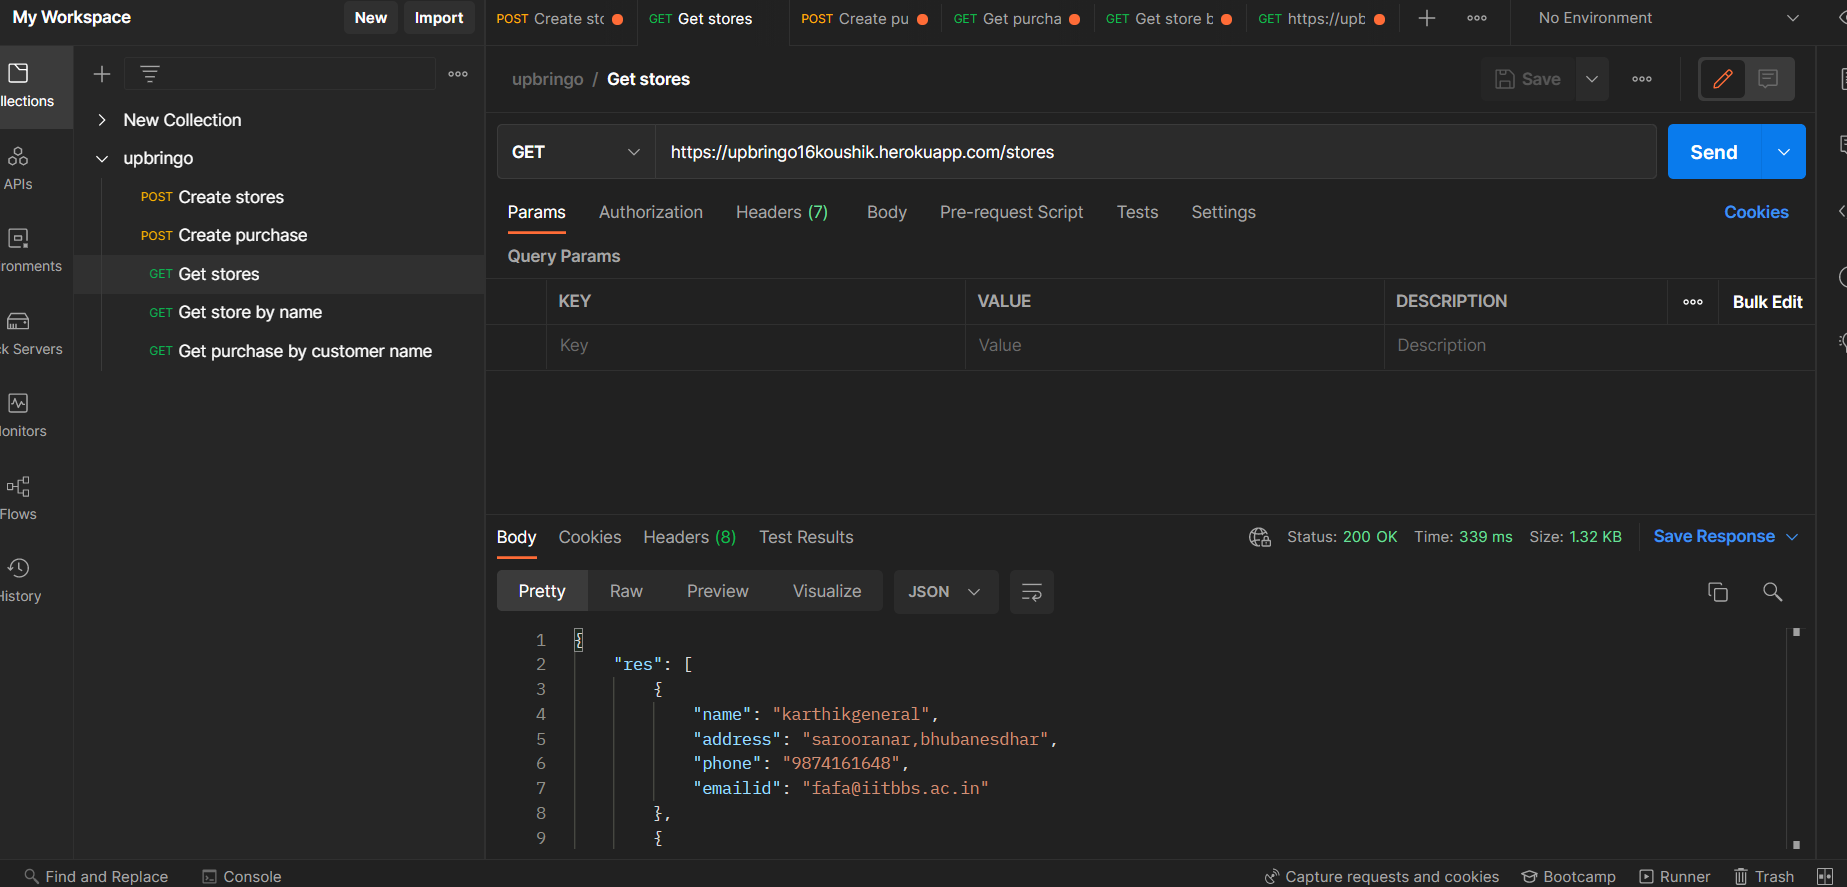 My Workspace
New
Import
POST Create sto
GET Get stores
POST Create pu
GET Get purcha
GET Get store b
GET https://upb
No Environment
llections
APIs
ronments
k Servers
onitors
Flows
History
New Collection
upbringo
POST Create stores
POST Create purchase
GET Get stores
GET Get store by name
GET Get purchase by customer name
upbringo / Get stores
Save
GET
https://upbringo16koushik.herokuapp.com/stores
Send
Params Authorization Headers (7) Body Pre-request Script Tests Settings
Cookies
Query Params
KEY VALUE DESCRIPTION
Bulk Edit
Key Value Description
Body Cookies Headers (8) Test Results
Status: 200 OK Time: 339 ms Size: 1.32 KB
Save Response
Pretty Raw Preview Visualize JSON
1 {
2 "res": [
3 {
4 "name": "karthikgeneral",
5 "address": "sarooranar,bhubanesdhar",
6 "phone": "9874161648",
7 "emailid": "fafa@iitbbs.ac.in"
8 },
9 {
Find and Replace
Console
Capture requests and cookies
Bootcamp
Runner
Trash